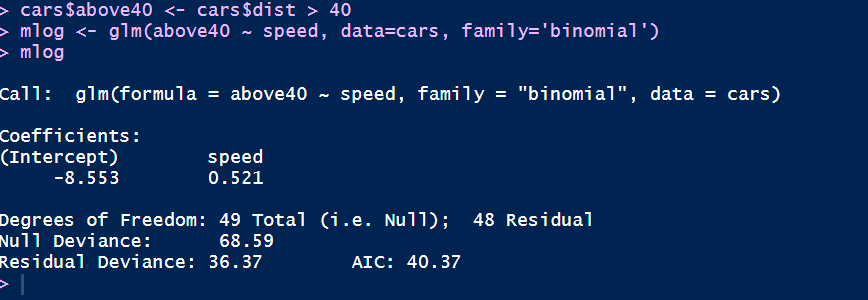 > cars$above40 <- cars$dist > 40
> mlog <- glm(above40 ~ speed, data=cars, family='binomial')
> mlog
Call:  glm(formula = above40 ~ speed, family = "binomial", data = cars)
Coefficients:
(Intercept)        speed
     -8.553        0.521
Degrees of Freedom: 49 Total (i.e. Null);  48 Residual
Null Deviance:      68.59
Residual Deviance: 36.37        AIC: 40.37
>